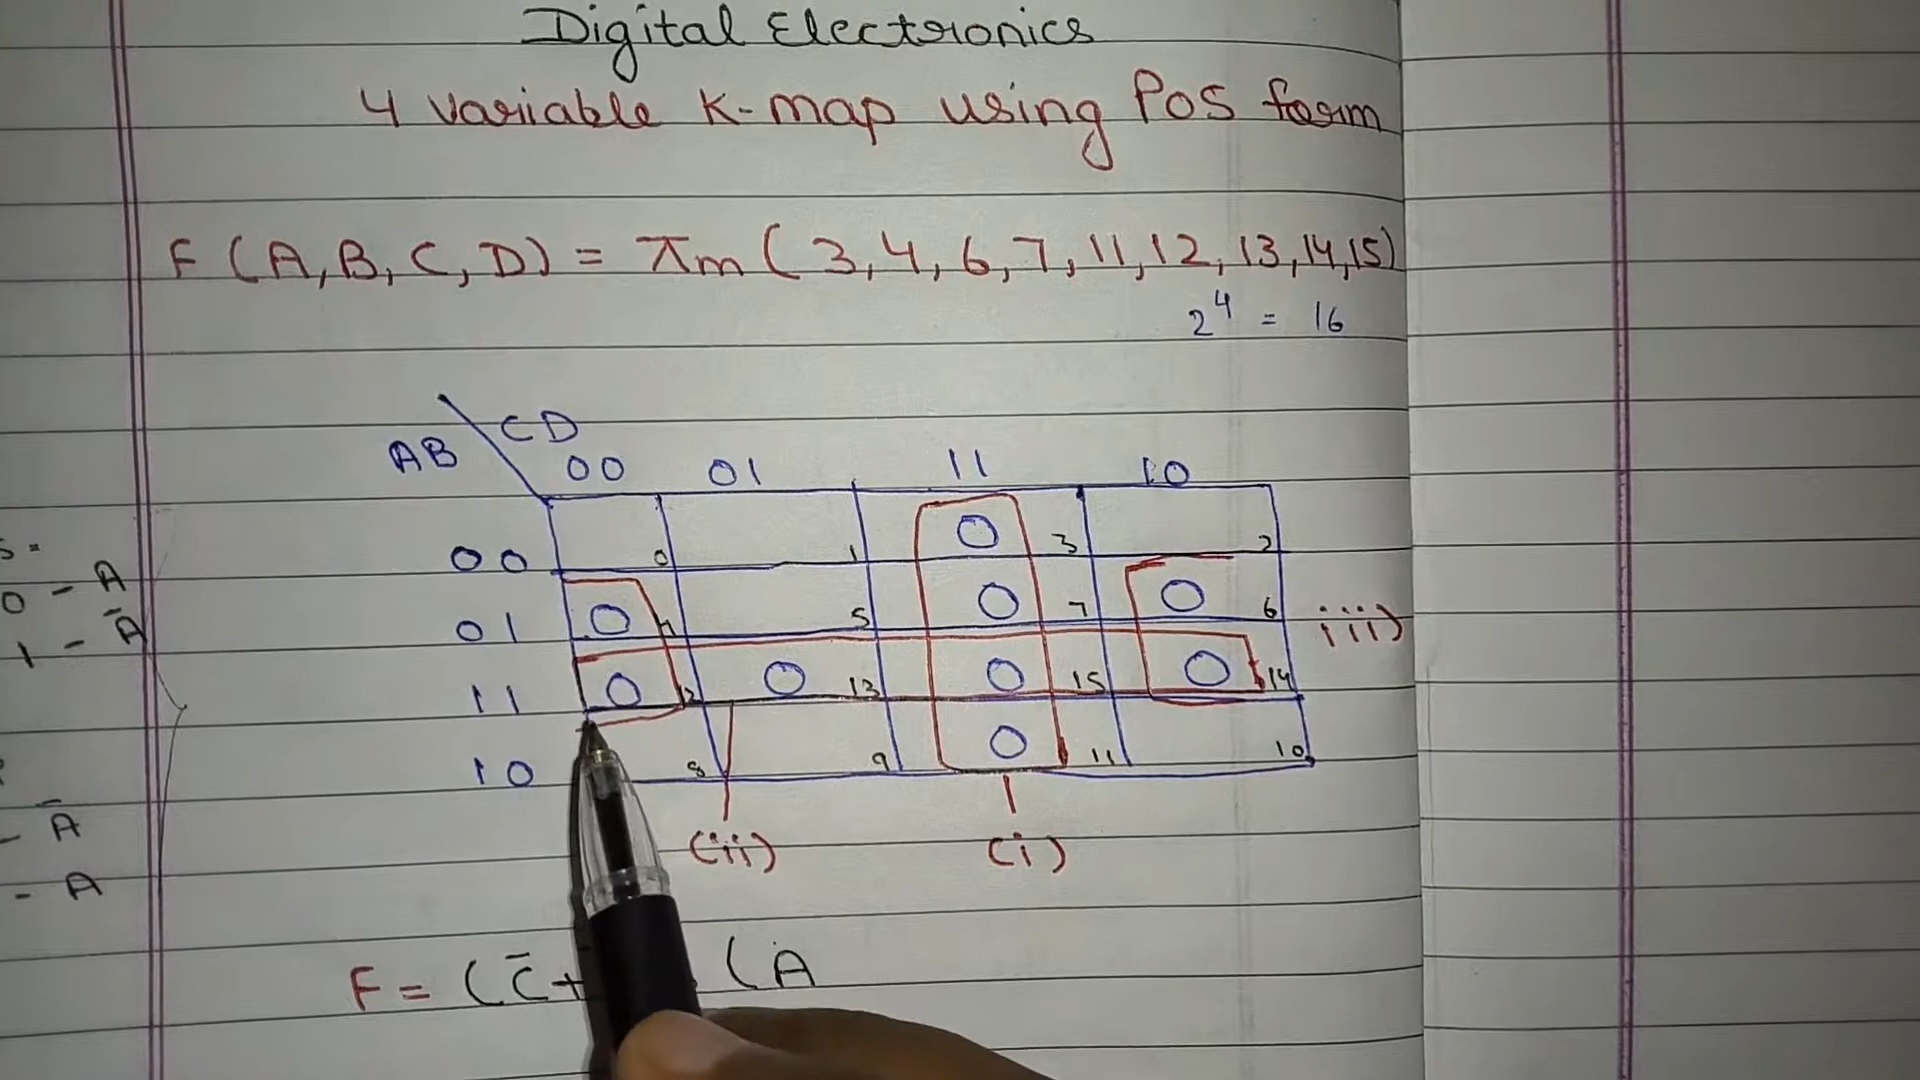 Digital Electronics
4 Variable K-map using POS form
F (A, B, C, D) = πm ( 3, 4, 6, 7, 11, 12, 13, 14, 15)
2⁴ = 16
AB CD
00 01 11 10
00 0 1 0 3 2
01 0 4 5 0 7 0 6 iii)
11 0 12 0 13 0 15 0 14
10 8 9 0 11 10
(ii) (i)
0 - A
1 - Ā
- Ā
- A
F = (C̄+ (A